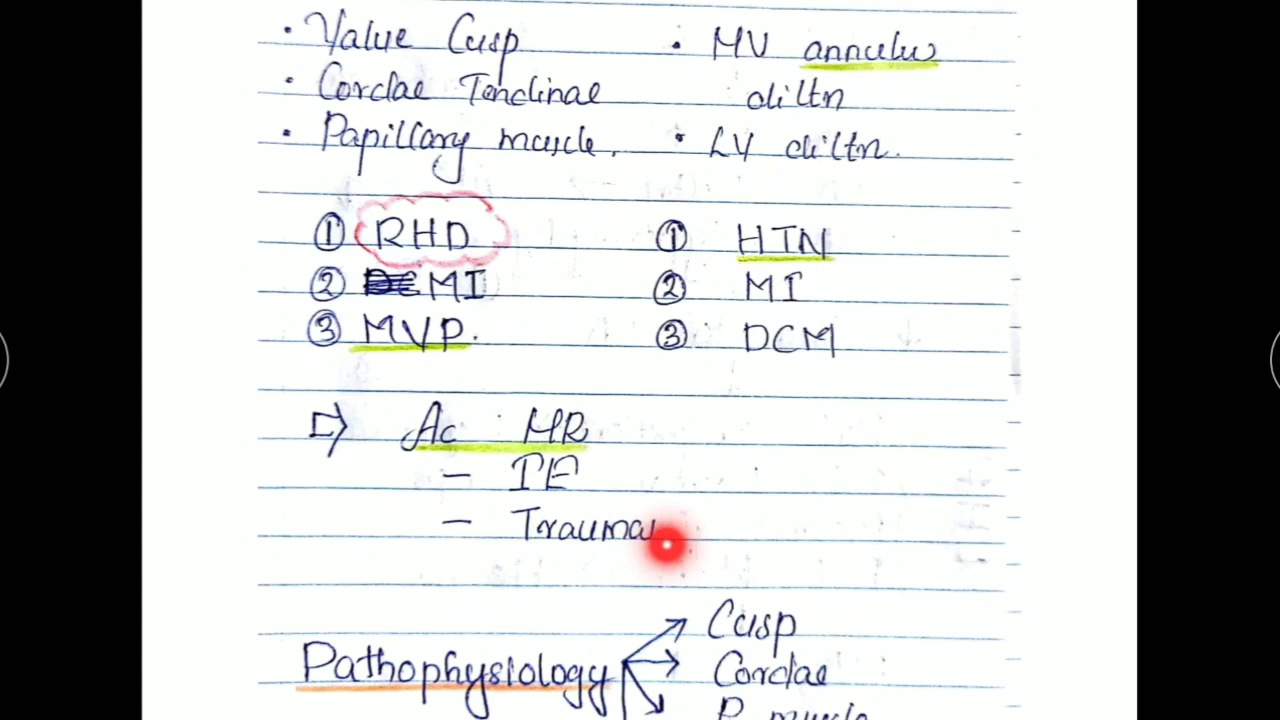 · Value Cusp · MV annulus
· Cordae Tendinae diltn
· Papillary muscle. · LV diltn.
① RHD ① HTN
② MI ② MI
③ MVP. ③ DCM
⇒ Ac MR
– IE
– Trauma
Cusp
Pathophysiology Cordae
P. muscle